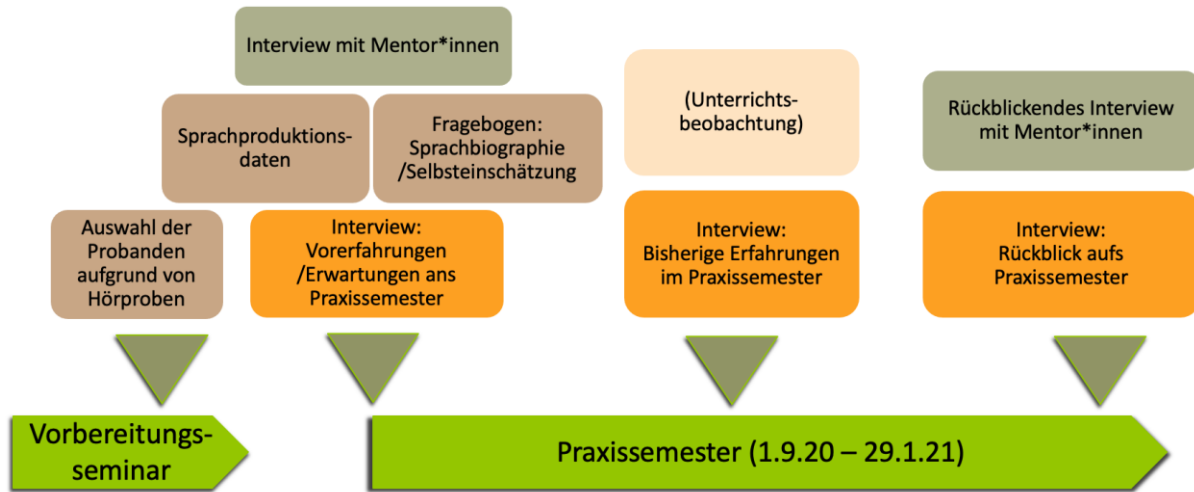 Interview mit Mentor*innen
Sprachproduktions-
daten
Fragebogen:
Sprachbiographie
/Selbsteinschätzung
(Unterrichts-
beobachtung)
Rückblickendes Interview
mit Mentor*innen
Auswahl der
Probanden
aufgrund von
Hörproben
Interview:
Vorerfahrungen
/Erwartungen ans
Praxissemester
Interview:
Bisherige Erfahrungen
im Praxissemester
Interview:
Rückblick aufs
Praxissemester
Vorbereitungs-
seminar
Praxissemester (1.9.20 – 29.1.21)